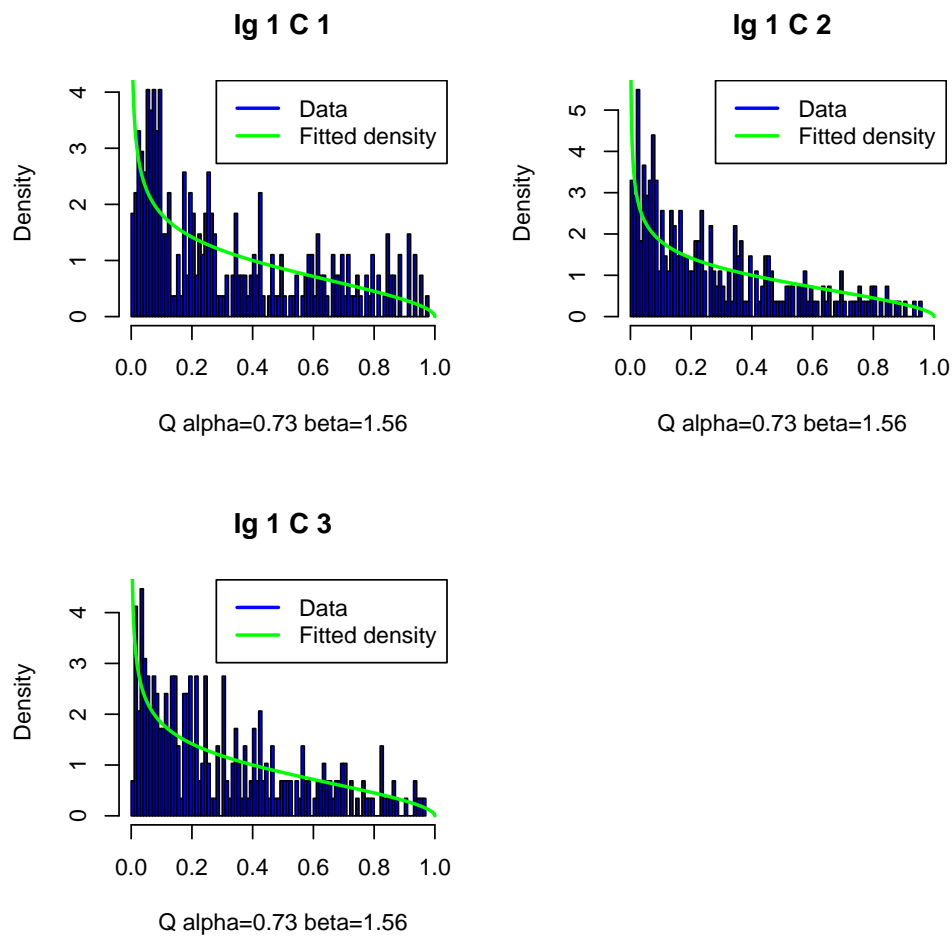 Ig 1 C 1
Density
0 1 2 3 4
Data
Fitted density
0.0 0.2 0.4 0.6 0.8 1.0
Q alpha=0.73 beta=1.56
Ig 1 C 2
Density
0 1 2 3 4 5
Data
Fitted density
0.0 0.2 0.4 0.6 0.8 1.0
Q alpha=0.73 beta=1.56
Ig 1 C 3
Density
0 1 2 3 4
Data
Fitted density
0.0 0.2 0.4 0.6 0.8 1.0
Q alpha=0.73 beta=1.56